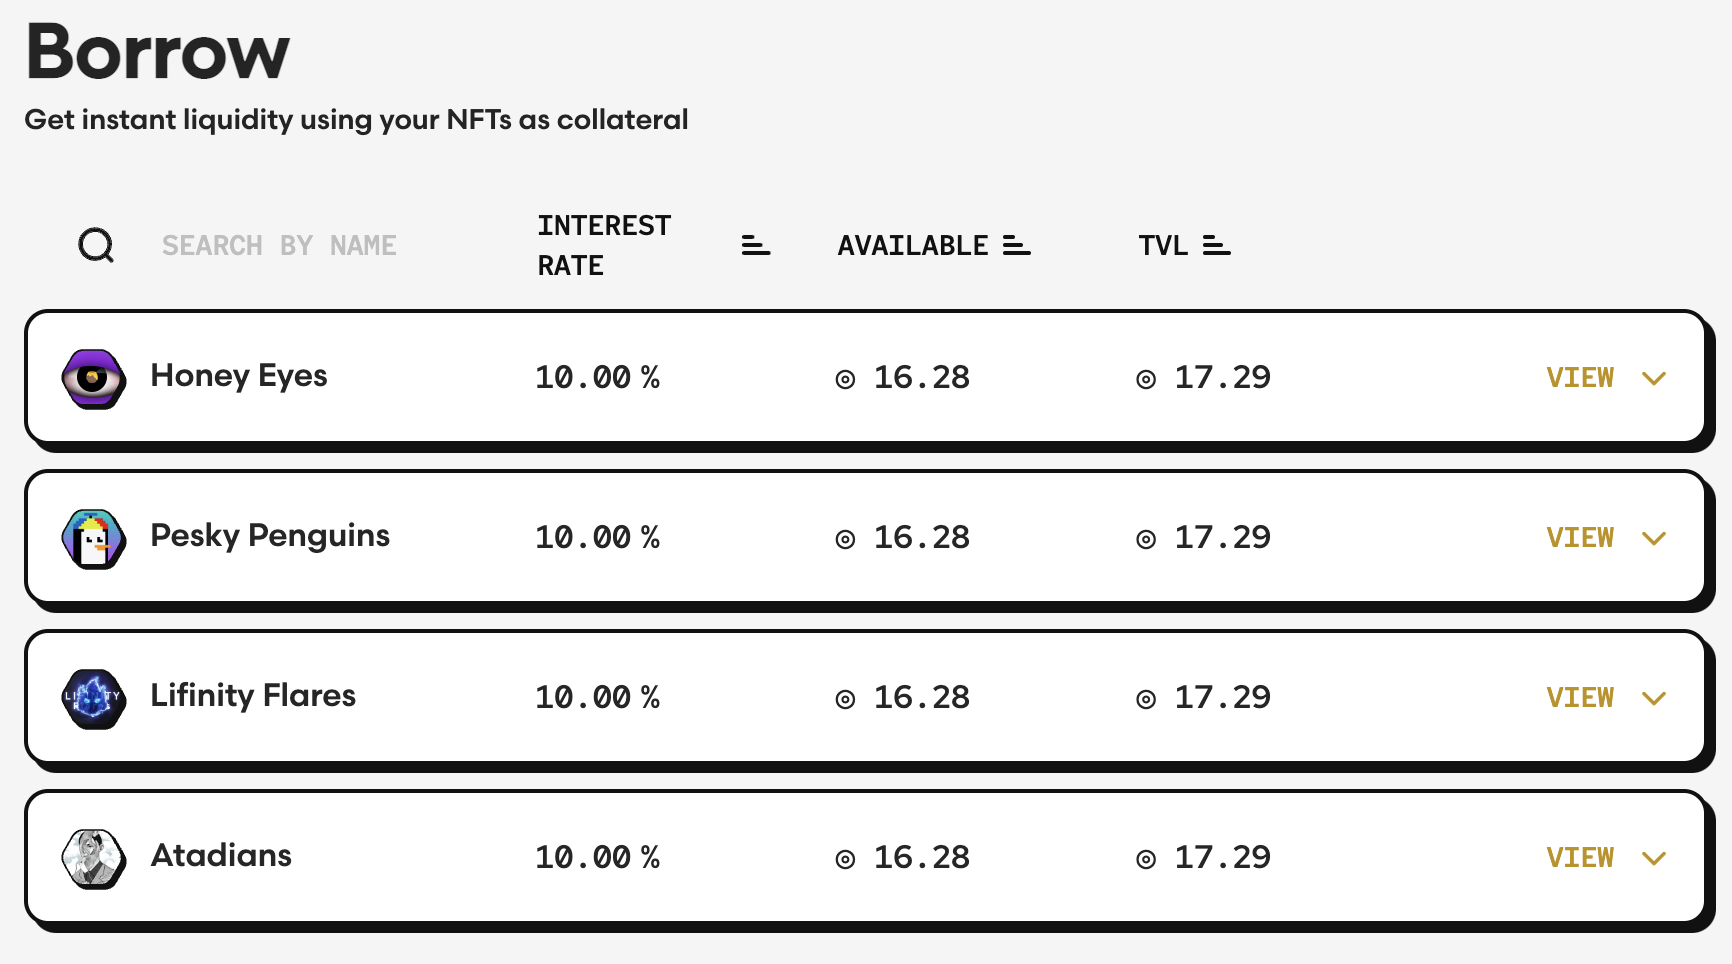 Borrow
Get instant liquidity using your NFTs as collateral
SEARCH BY NAME
INTEREST
RATE
AVAILABLE
TVL
Honey Eyes 10.00 % ◎ 16.28 ◎ 17.29 VIEW
Pesky Penguins 10.00 % ◎ 16.28 ◎ 17.29 VIEW
Lifinity Flares 10.00 % ◎ 16.28 ◎ 17.29 VIEW
Atadians 10.00 % ◎ 16.28 ◎ 17.29 VIEW